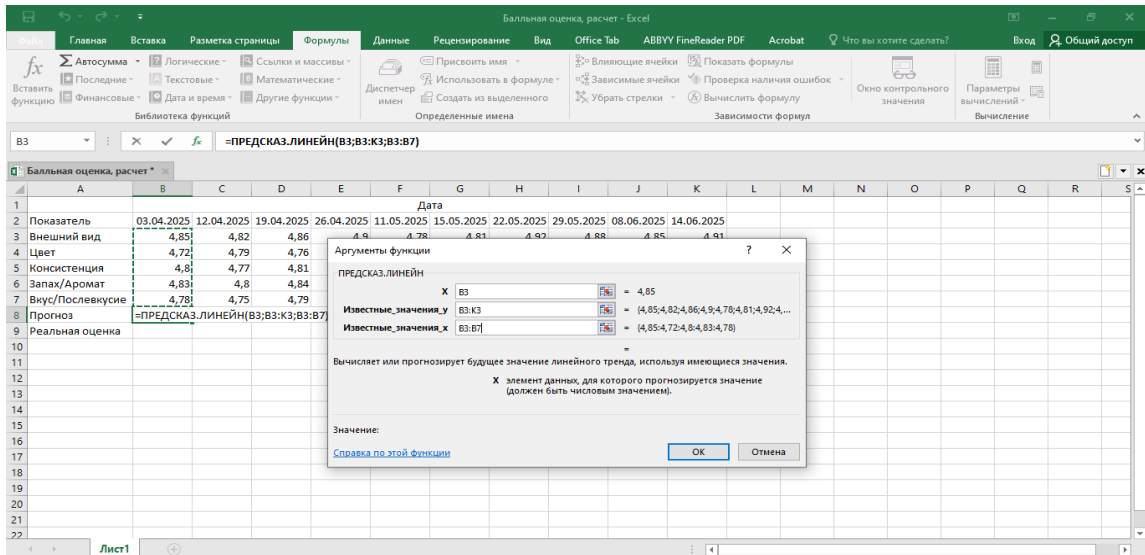 Балльная оценка, расчет - Excel
Файл Главная Вставка Разметка страницы Формулы Данные Рецензирование Вид Office Tab ABBYY FineReader PDF Acrobat Что вы хотите сделать? Вход Общий доступ
fx Вставить функцию
Σ Автосумма Логические Ссылки и массивы
Последние Текстовые Математические
Финансовые Дата и время Другие функции
Библиотека функций
Диспетчер имен
Присвоить имя
Использовать в формуле
Создать из выделенного
Определенные имена
Влияющие ячейки Показать формулы
Зависимые ячейки Проверка наличия ошибок
Убрать стрелки Вычислить формулу
Зависимости формул
Окно контрольного значения
Параметры вычислений
Вычисление
B3 fx =ПРЕДСКАЗ.ЛИНЕЙН(B3;B3:K3;B3:B7)
Балльная оценка, расчет *
A B C D E F G H I J K L M N O P Q R S
1 Дата
2 Показатель 03.04.2025 12.04.2025 19.04.2025 26.04.2025 11.05.2025 15.05.2025 22.05.2025 29.05.2025 08.06.2025 14.06.2025
3 Внешний вид 4,85 4,82 4,86 4,9 4,78 4,81 4,92 4,88 4,85 4,91
4 Цвет 4,72 4,79 4,76
5 Консистенция 4,8 4,77 4,81
6 Запах/Аромат 4,83 4,8 4,84
7 Вкус/Послевкусие 4,78 4,75 4,79
8 Прогноз =ПРЕДСКАЗ.ЛИНЕЙН(B3;B3:K3;B3:B7)
9 Реальная оценка
10
11
12
13
14
15
16
17
18
19
20
21
22
Аргументы функции ? ×
ПРЕДСКАЗ.ЛИНЕЙН
X B3 = 4,85
Известные_значения_y B3:K3 = {4,85;4,82;4,86;4,9;4,78;4,81;4,92;4,...
Известные_значения_x B3:B7 = {4,85:4,72:4,8:4,83:4,78}
=
Вычисляет или прогнозирует будущее значение линейного тренда, используя имеющиеся значения.
X элемент данных, для которого прогнозируется значение
(должен быть числовым значением).
Значение:
Справка по этой функции
ОК Отмена
Лист1